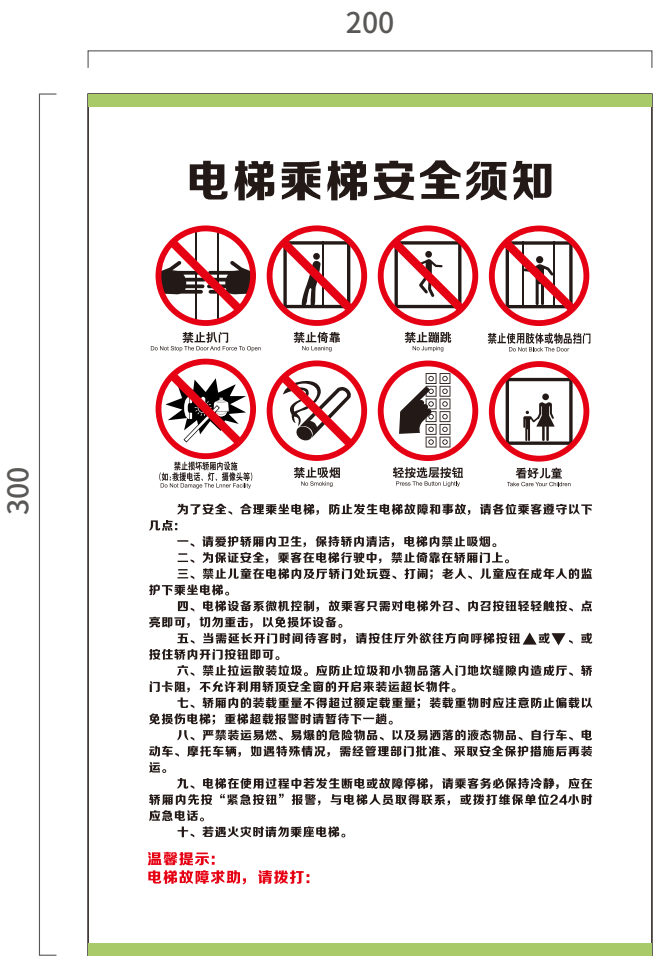 200
300
电梯乘梯安全须知
禁止扒门
Do Not Stop The Door And Force To Open
禁止倚靠
No Leaning
禁止蹦跳
No Jumping
禁止使用肢体或物品挡门
Do Not Block The Door
禁止损坏轿厢内设施
(如:救援电话、灯、摄像头等)
Do Not Damage The Lnner Facility
禁止吸烟
No Smoking
轻按选层按钮
Press The Button Lightly
看好儿童
Take Care Your Children
为了安全、合理乘坐电梯，防止发生电梯故障和事故，请各位乘客遵守以下
几点:
一、请爱护轿厢内卫生，保持轿内清洁，电梯内禁止吸烟。
二、为保证安全，乘客在电梯行驶中，禁止倚靠在轿厢门上。
三、禁止儿童在电梯内及厅轿门处玩耍、打闹；老人、儿童应在成年人的监
护下乘坐电梯。
四、电梯设备系微机控制，故乘客只需对电梯外召、内召按钮轻轻触按、点
亮即可，切勿重击，以免损坏设备。
五、当需延长开门时间待客时，请按住厅外欲往方向呼梯按钮▲或▼、或
按住轿内开门按钮即可。
六、禁止拉运散装垃圾。应防止垃圾和小物品落入门地坎缝隙内造成厅、轿
门卡阻，不允许利用轿顶安全窗的开启来装运超长物件。
七、轿厢内的装载重量不得超过额定载重量；装载重物时应注意防止偏载以
免损伤电梯；重梯超载报警时请暂待下一趟。
八、严禁装运易燃、易爆的危险物品、以及易洒落的液态物品、自行车、电
动车、摩托车辆，如遇特殊情况，需经管理部门批准、采取安全保护措施后再装
运。
九、电梯在使用过程中若发生断电或故障停梯，请乘客务必保持冷静，应在
轿厢内先按“紧急按钮”报警，与电梯人员取得联系，或拨打维保单位24小时
应急电话。
十、若遇火灾时请勿乘座电梯。
温馨提示:
电梯故障求助，请拨打: